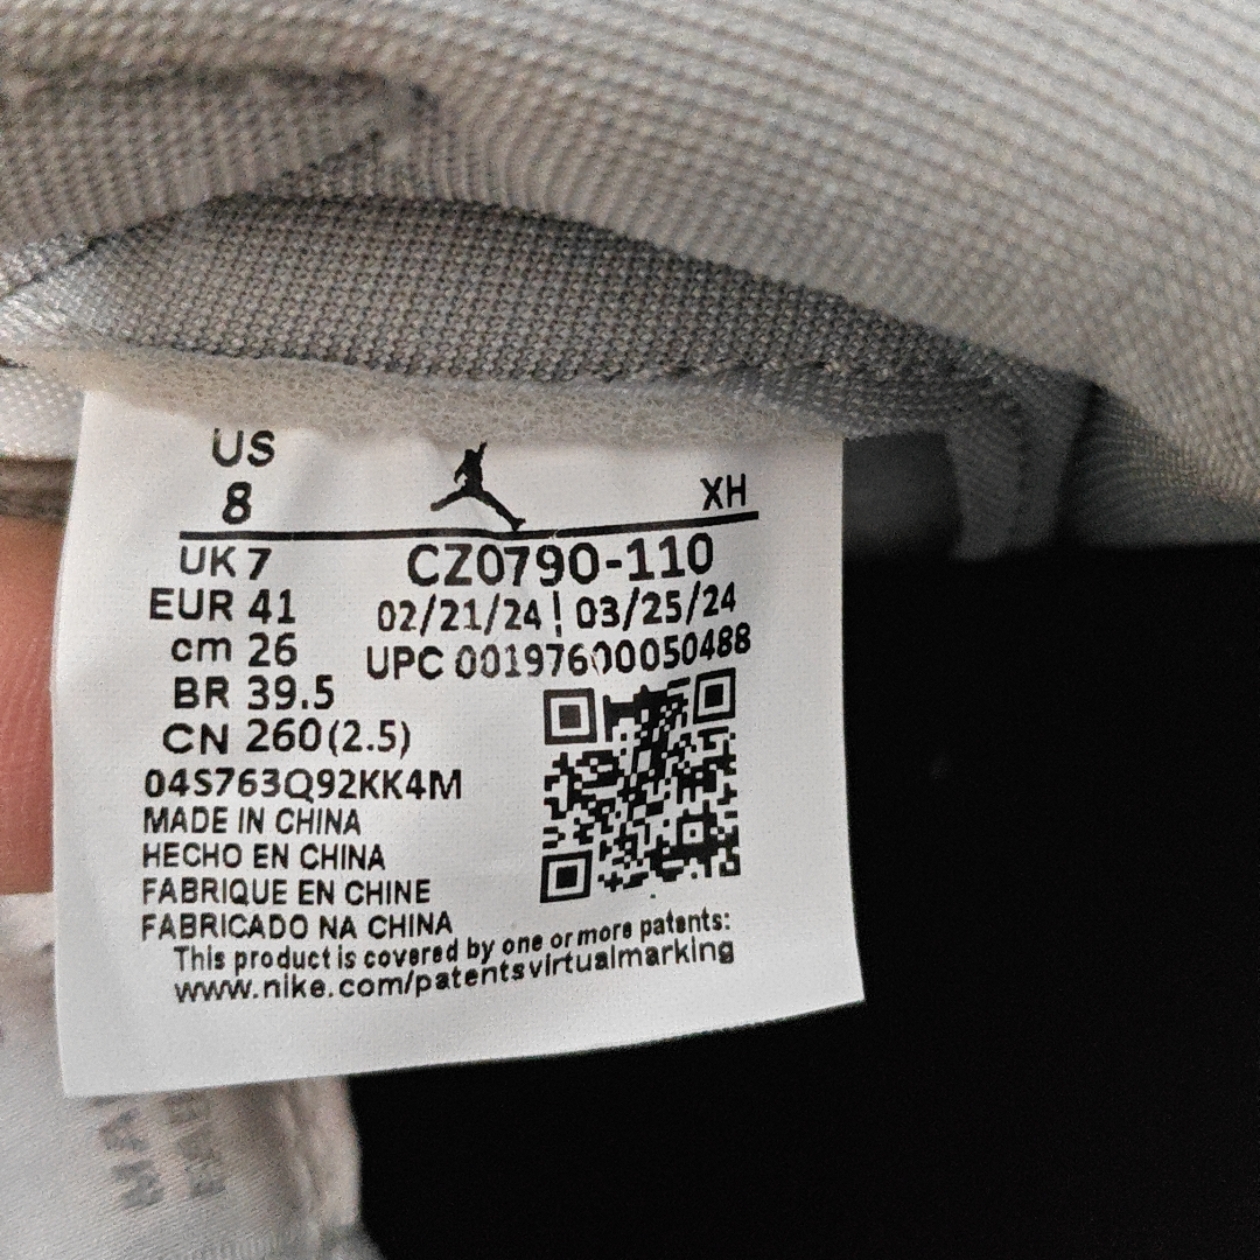 US
8
XH
UK 7
CZ0790-110
EUR 41
02/21/24 ¦ 03/25/24
cm 26
UPC 00197600050488
BR 39.5
CN 260(2.5)
04S763Q92KK4M
MADE IN CHINA
HECHO EN CHINA
FABRIQUE EN CHINE
FABRICADO NA CHINA
This product is covered by one or more patents:
www.nike.com/patentsvirtualmarking